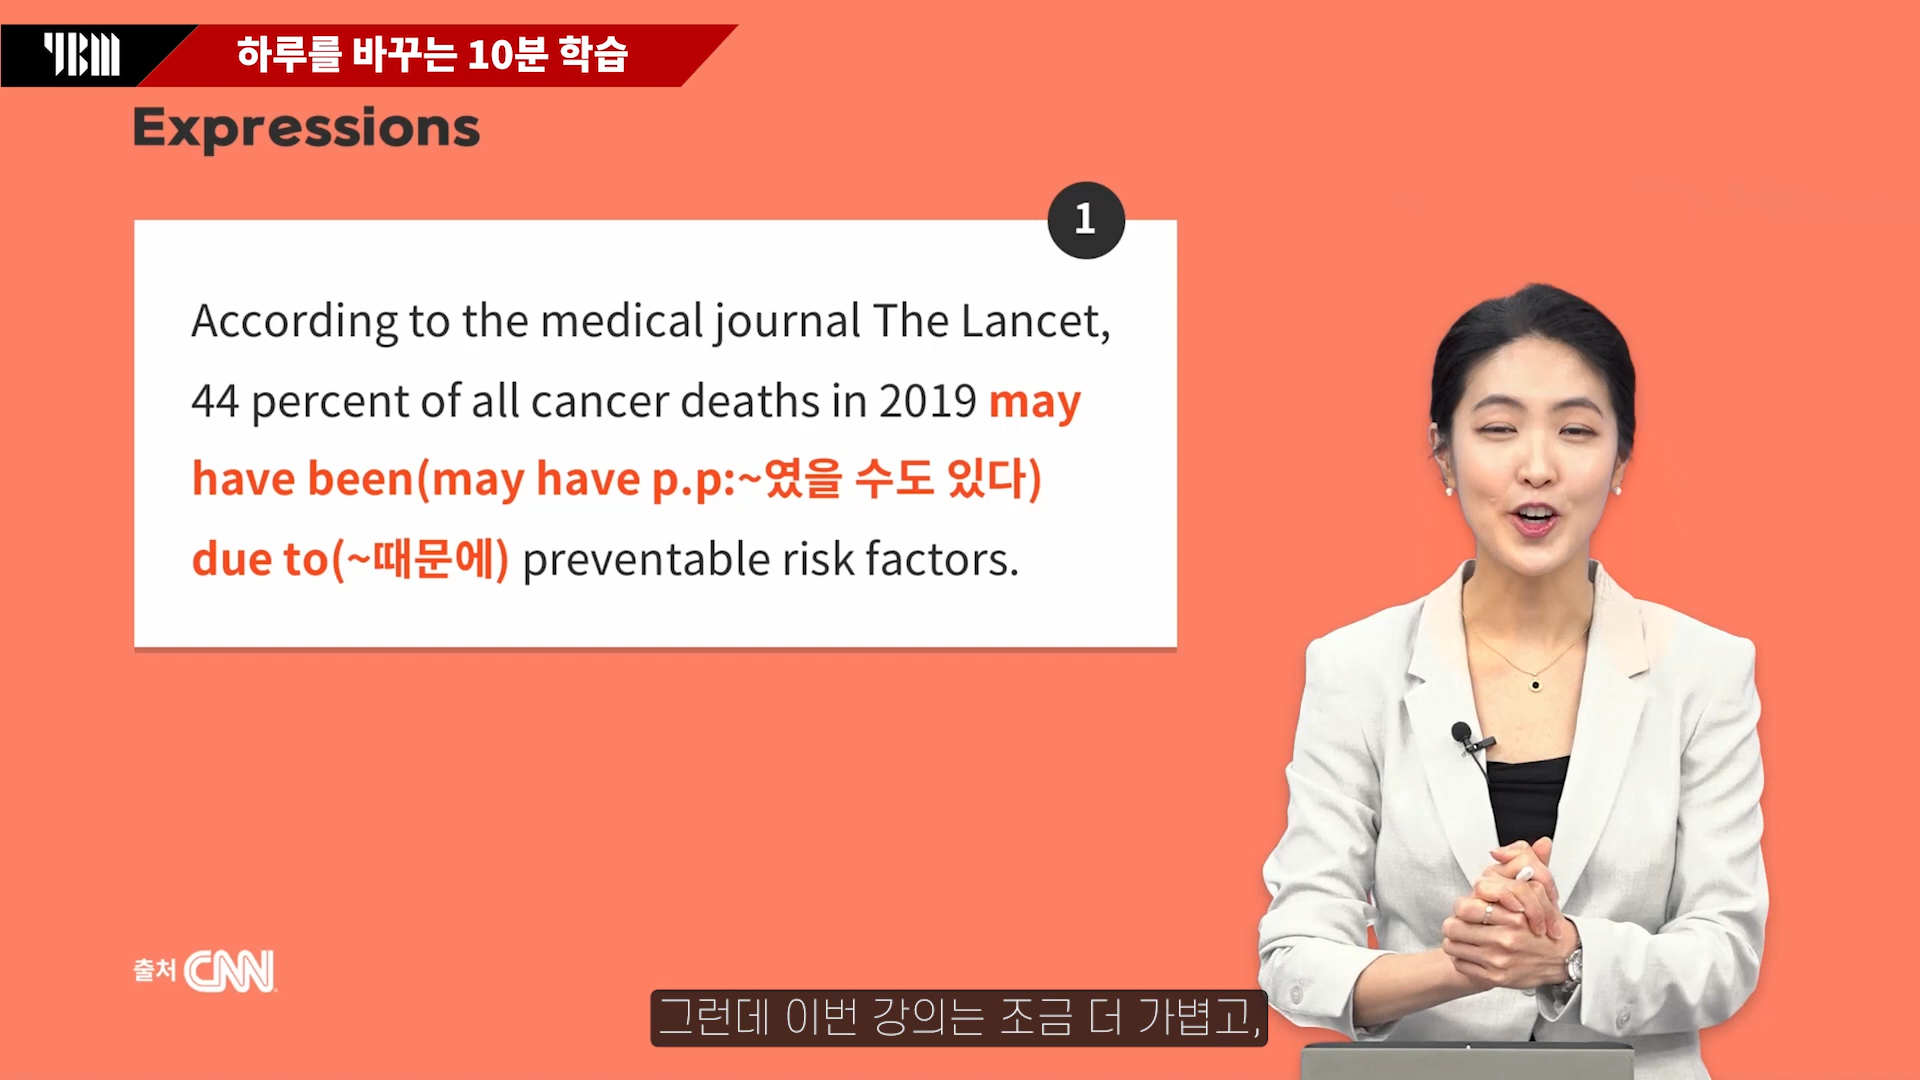 YBM
하루를 바꾸는 10분 학습
Expressions
1
According to the medical journal The Lancet,
44 percent of all cancer deaths in 2019 may
have been(may have p.p:~였을 수도 있다)
due to(~때문에) preventable risk factors.
출처 CNN
그런데 이번 강의는 조금 더 가볍고,